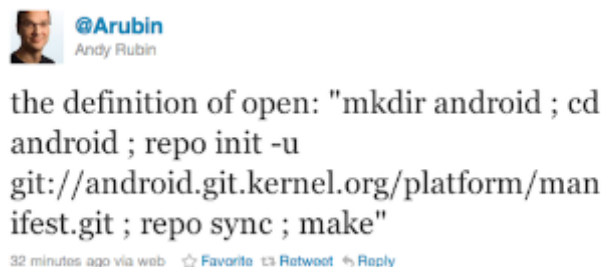 @Arubin
Andy Rubin
the definition of open: "mkdir android ; cd
android ; repo init -u
git://android.git.kernel.org/platform/man
ifest.git ; repo sync ; make"
32 minutes ago via web Favorite Retweet Reply